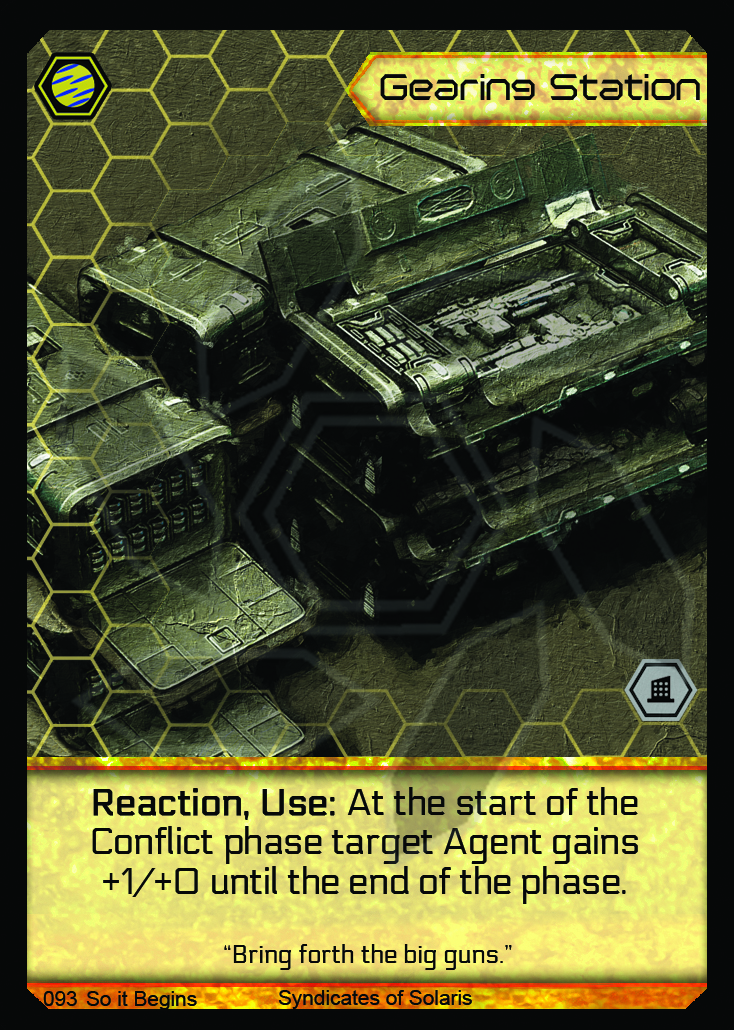 Gearing Station
Reaction, Use: At the start of the
Conflict phase target Agent gains
+1/+0 until the end of the phase.
“Bring forth the big guns.”
093 So it Begins Syndicates of Solaris